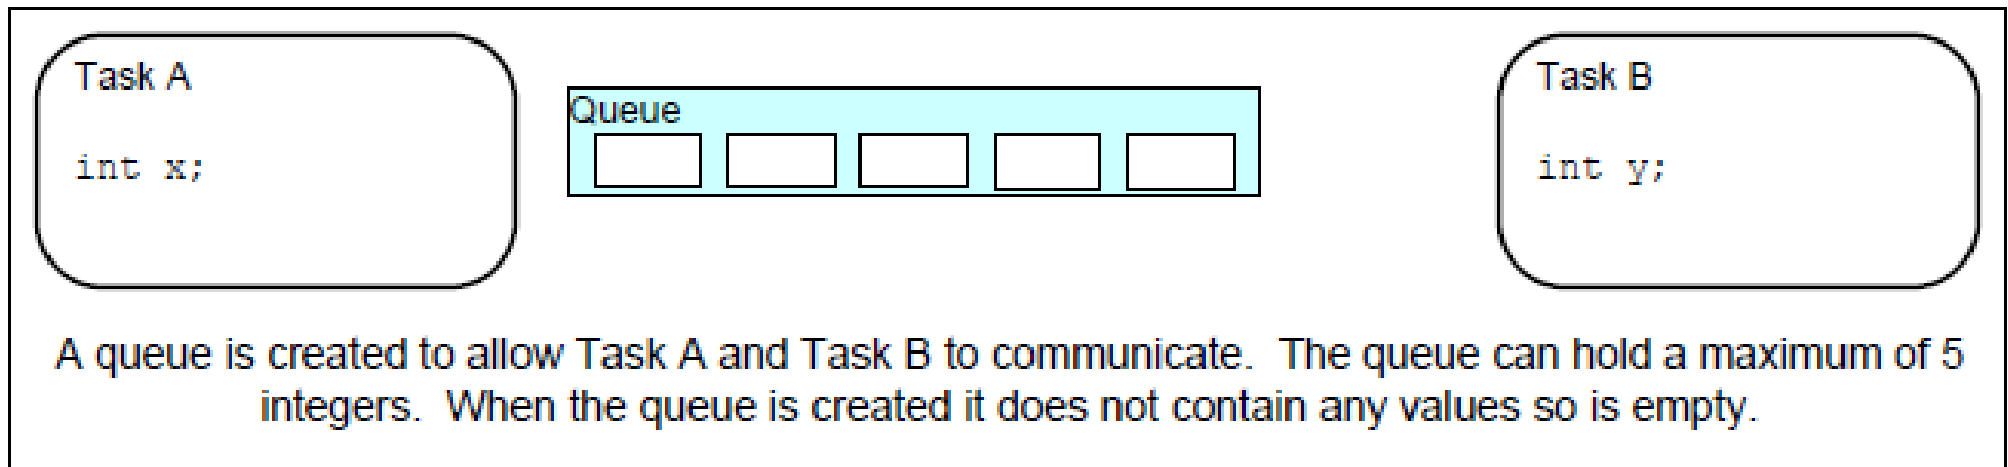 Task A
int x;
Queue
Task B
int y;
A queue is created to allow Task A and Task B to communicate.  The queue can hold a maximum of 5
integers.  When the queue is created it does not contain any values so is empty.